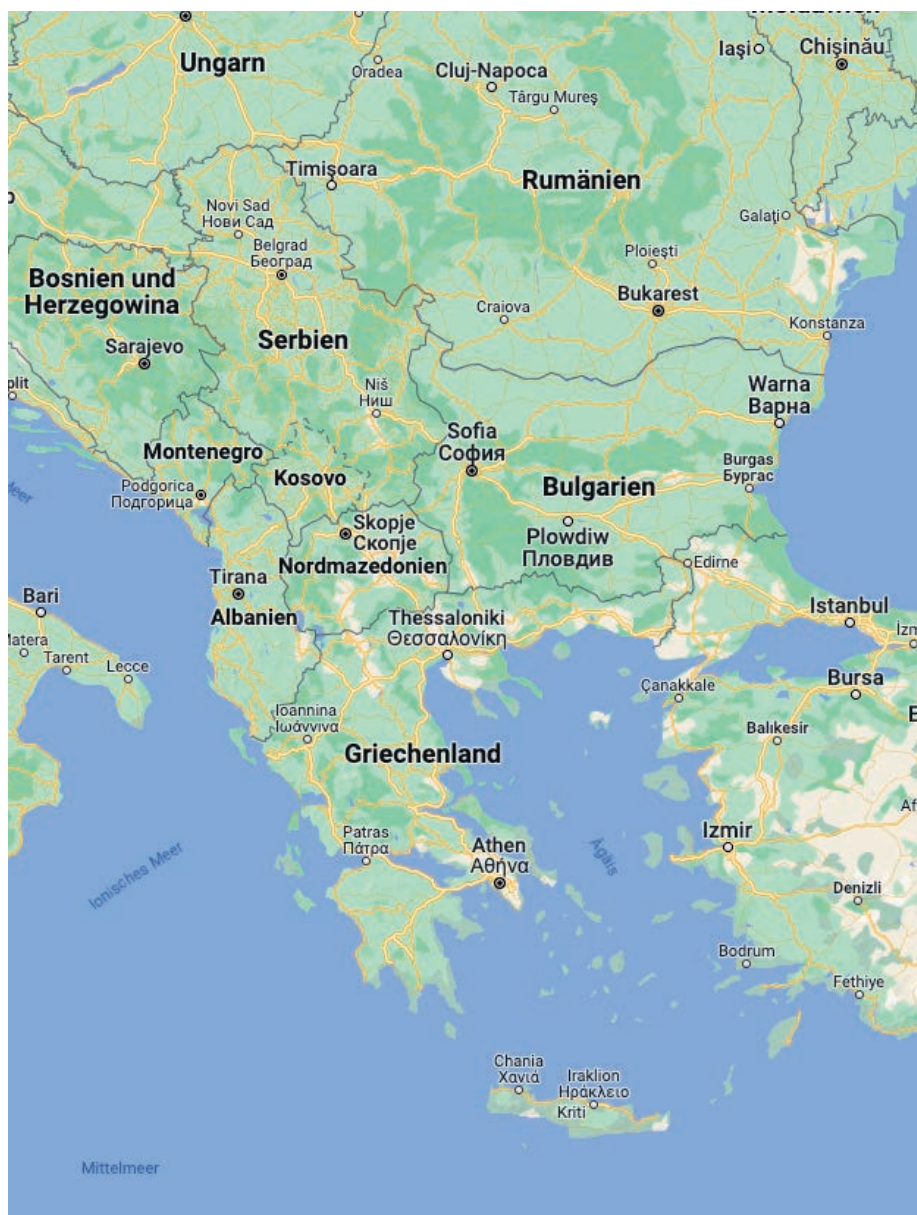 Ungarn
Oradea
Cluj-Napoca
Târgu Mureş
Iaşi
Chişinău
Timişoara
Rumänien
Novi Sad
Нови Сад
Galaţi
Belgrad
Београд
Ploieşti
Bosnien und
Herzegowina
Bukarest
Craiova
Konstanza
Sarajevo
Serbien
Niš
Ниш
Warna
Варна
Sofia
София
Montenegro
Kosovo
Burgas
Бургас
Bulgarien
Podgorica
Подгорица
Skopje
Скопје
Plowdiw
Пловдив
Nordmazedonien
Edirne
Tirana
Albanien
Bari
Thessaloniki
Θεσσαλονίκη
Istanbul
Tarent
Lecce
Çanakkale
Bursa
Ioannina
Ιωάννινα
Balıkesir
Griechenland
Patras
Πάτρα
Athen
Αθήνα
Ägäis
Izmir
Ionisches Meer
Denizli
Bodrum
Fethiye
Chania
Χανιά
Iraklion
Ηράκλειο
Kriti
Mittelmeer